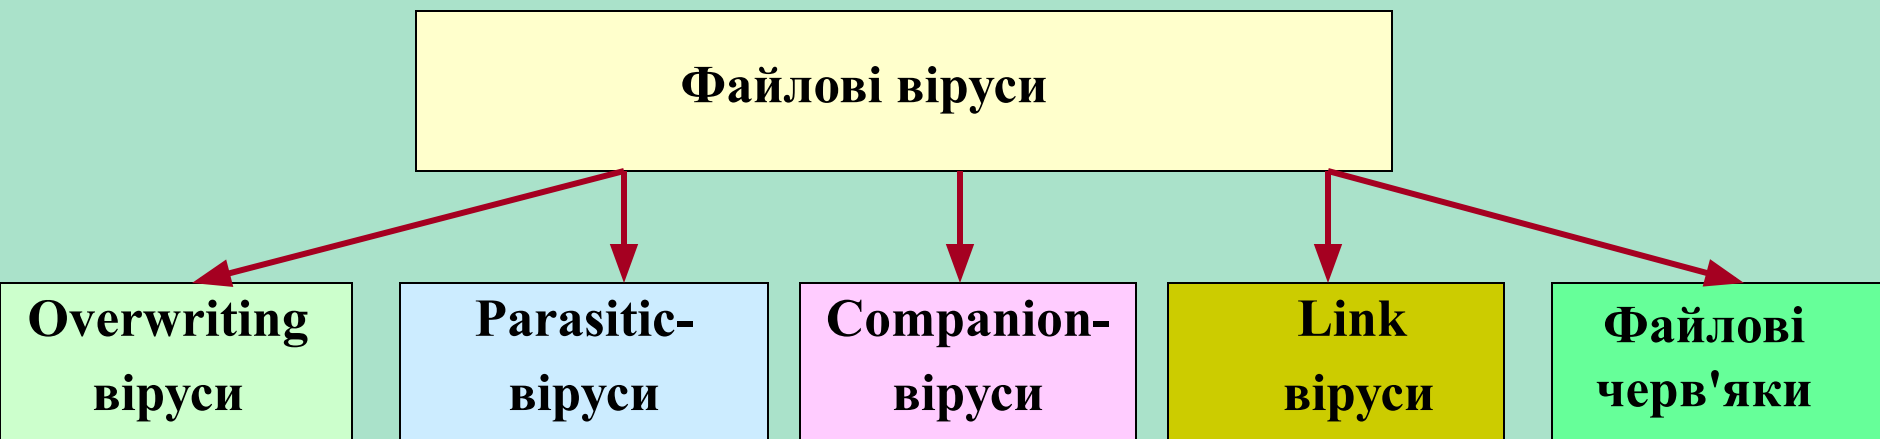 Файлові віруси
Overwriting
віруси
Parasitic-
віруси
Companion-
віруси
Link
віруси
Файлові
черв'яки